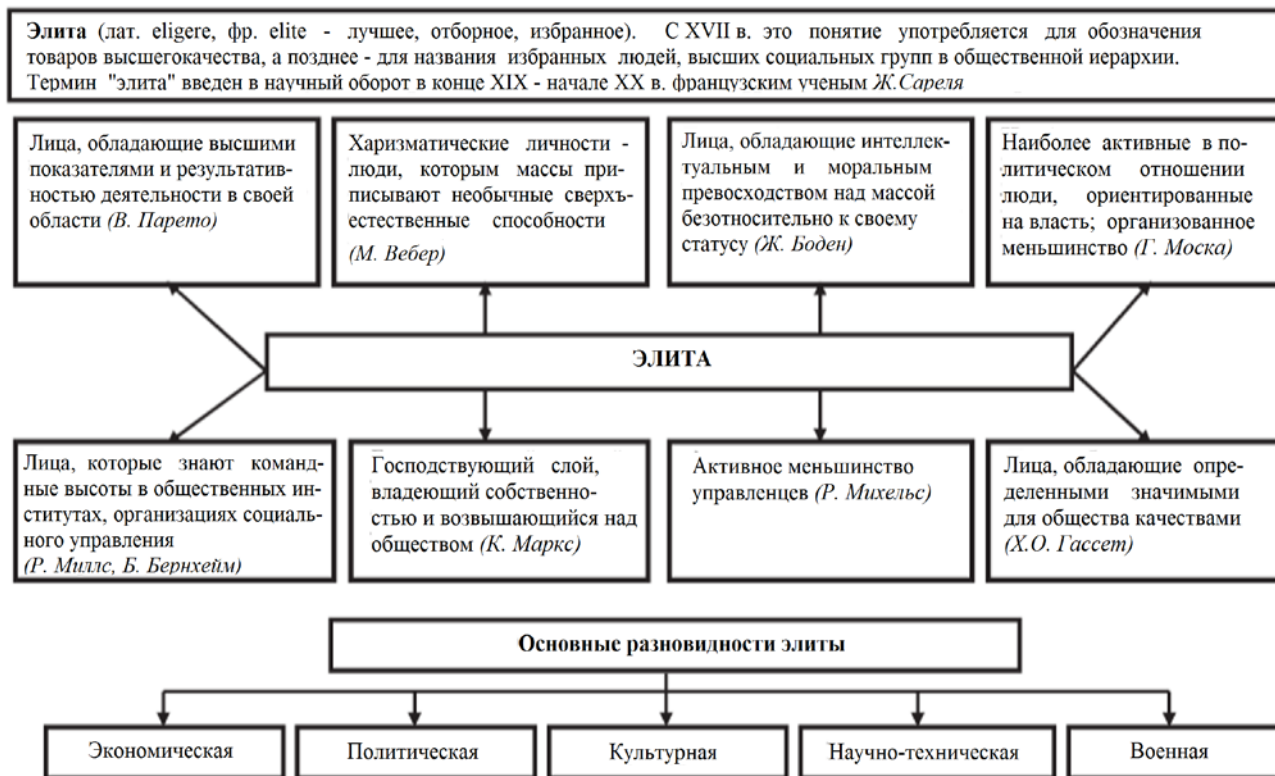 Элита (лат. eligere, фр. elite - лучшее, отборное, избранное). С XVII в. это понятие употребляется для обозначения
товаров высшегокачества, а позднее - для названия избранных людей, высших социальных групп в общественной иерархии.
Термин "элита" введен в научный оборот в конце XIX - начале XX в. французским ученым Ж.Сареля
Лица, обладающие высшими
показателями и результатив-
ностью деятельности в своей
области (В. Парето)
Харизматические личности -
люди, которым массы при-
писывают необычные сверхъ-
естественные способности
(М. Вебер)
Лица, обладающие интеллек-
туальным и моральным
превосходством над массой
безотносительно к своему
статусу (Ж. Боден)
Наиболее активные в по-
литическом отношении
люди, ориентированные
на власть; организованное
меньшинство (Г. Моска)
ЭЛИТА
Лица, которые знают команд-
ные высоты в общественных ин-
ститутах, организациях социаль-
ного управления
(Р. Миллс, Б. Бернхейм)
Господствующий слой,
владеющий собственно-
стью и возвышающийся над
обществом (К. Маркс)
Активное меньшинство
управленцев (Р. Михельс)
Лица, обладающие опре-
деленными значимыми
для общества качествами
(Х.О. Гассет)
Основные разновидности элиты
Экономическая
Политическая
Культурная
Научно-техническая
Военная